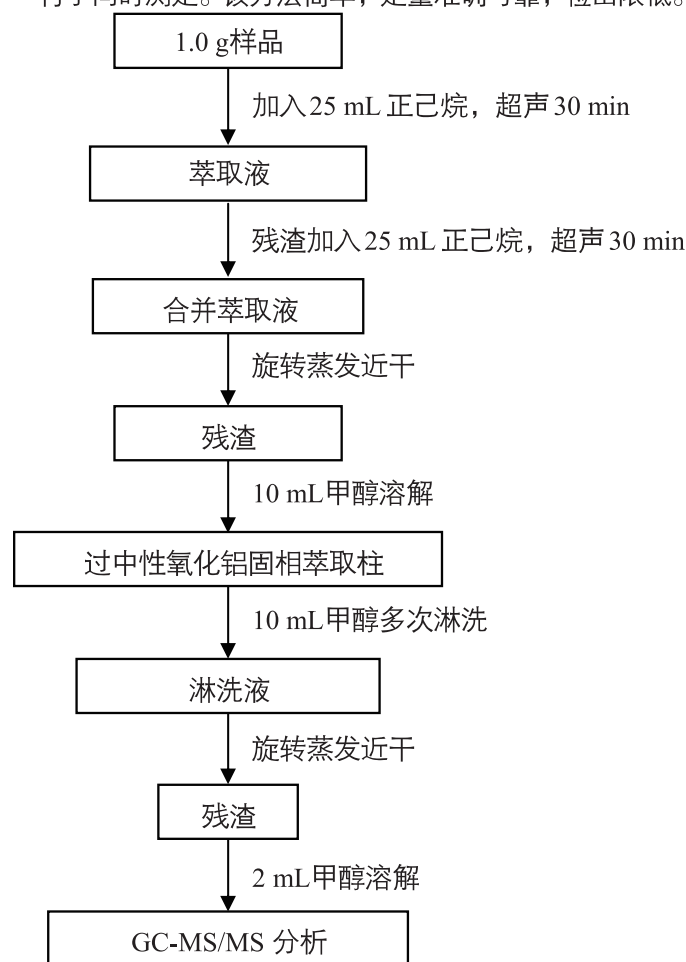 1.0 g样品
加入25 mL 正己烷，超声30 min
萃取液
残渣加入25 mL 正己烷，超声30 min
合并萃取液
旋转蒸发近干
残渣
10 mL甲醇溶解
过中性氧化铝固相萃取柱
10 mL甲醇多次淋洗
淋洗液
旋转蒸发近干
残渣
2 mL甲醇溶解
GC-MS/MS 分析